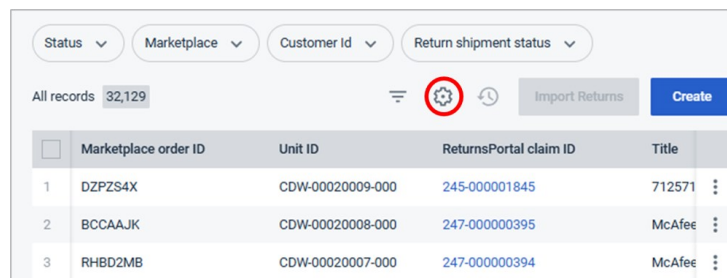 Status Marketplace Customer Id Return shipment status
All records 32,129 Import Returns Create
Marketplace order ID Unit ID ReturnsPortal claim ID Title
1 DZPZS4X CDW-00020009-000 245-000001845 712571
2 BCCAAJK CDW-00020008-000 247-000000395 McAfee
3 RHBD2MB CDW-00020007-000 247-000000394 McAfee